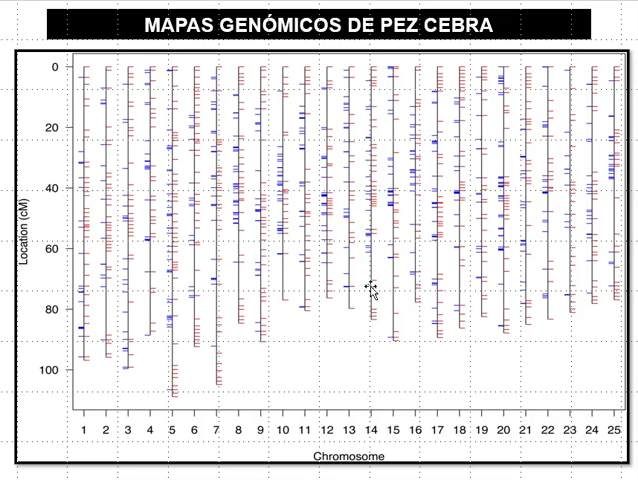 MAPAS GENÓMICOS DE PEZ CEBRA
0
20
40
60
80
100
Location (cM)
1 2 3 4 5 6 7 8 9 10 11 12 13 14 15 16 17 18 19 20 21 22 23 24 25
Chromosome